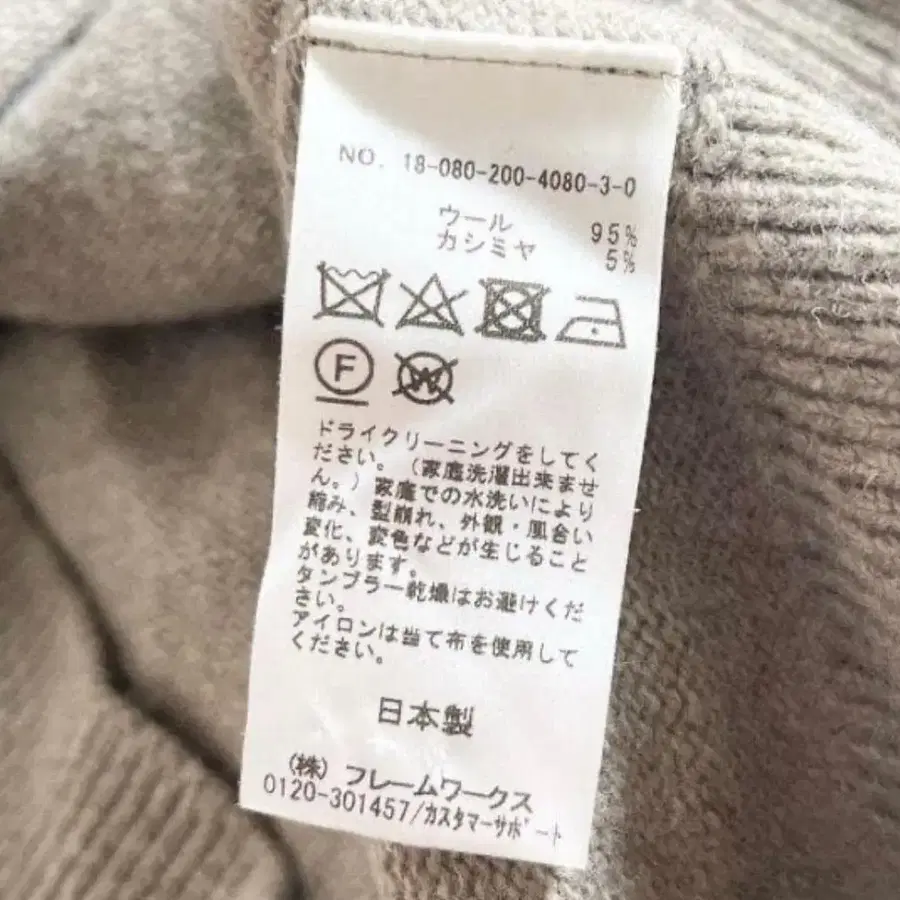 NO. 18-080-200-4080-3-0
ウール 95%
カシミヤ 5%
F
W
ドライクリーニングをしてく
ださい。(家庭洗濯出来ませ
ん。)家庭での水洗いにより
縮み、型崩れ、外観・風合い
変化、変色などが生じること
があります。
タンブラー乾燥はお避けくだ
さい。
アイロンは当て布を使用して
ください。
日本製
(株) フレームワークス
0120-301457/カスタマーサポート